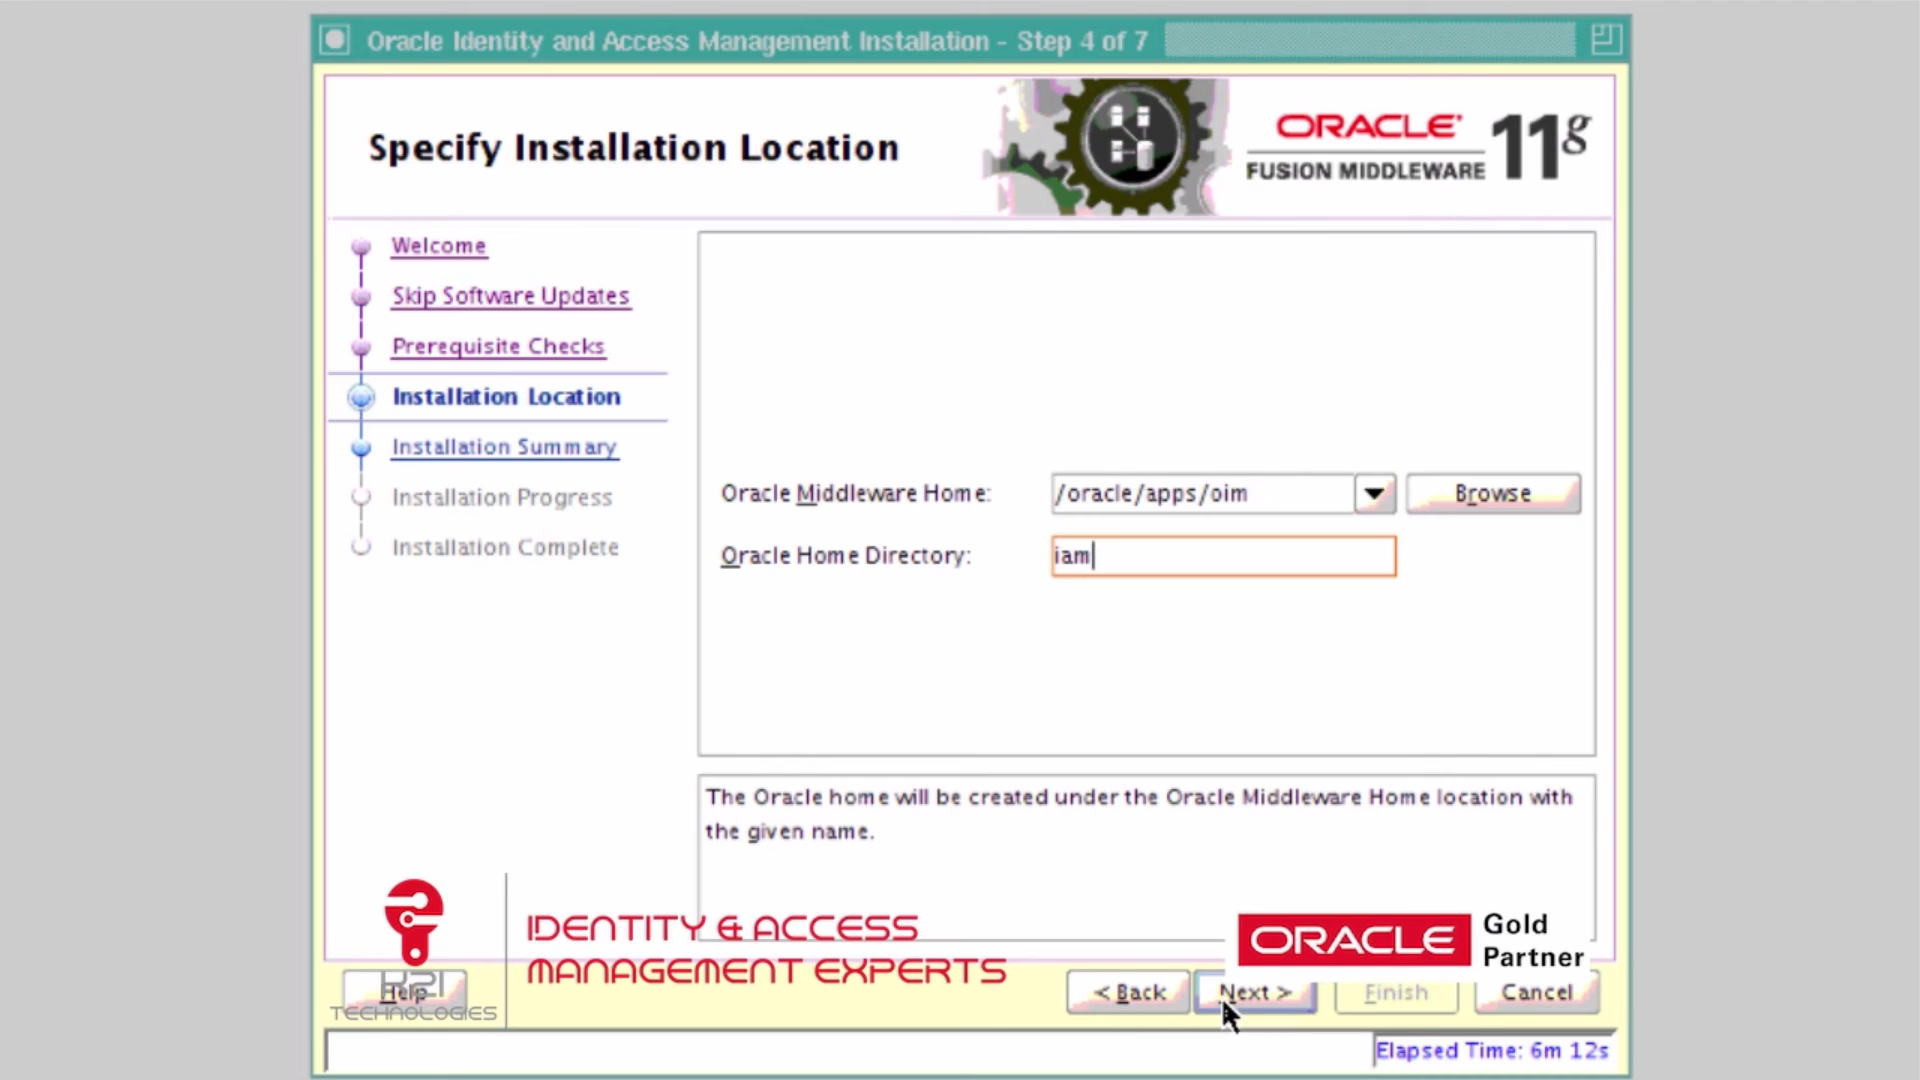 Oracle Identity and Access Management Installation - Step 4 of 7
Specify Installation Location
ORACLE
FUSION MIDDLEWARE
11g
Welcome
Skip Software Updates
Prerequisite Checks
Installation Location
Installation Summary
Installation Progress
Installation Complete
Oracle Middleware Home:
/oracle/apps/oim
Browse
Oracle Home Directory:
iam
The Oracle home will be created under the Oracle Middleware Home location with
the given name.
IDENTITY & ACCESS
MANAGEMENT EXPERTS
ORACLE
Gold
Partner
Help
K21
TECHNOLOGIES
< Back
Next >
Finish
Cancel
Elapsed Time: 6m 12s